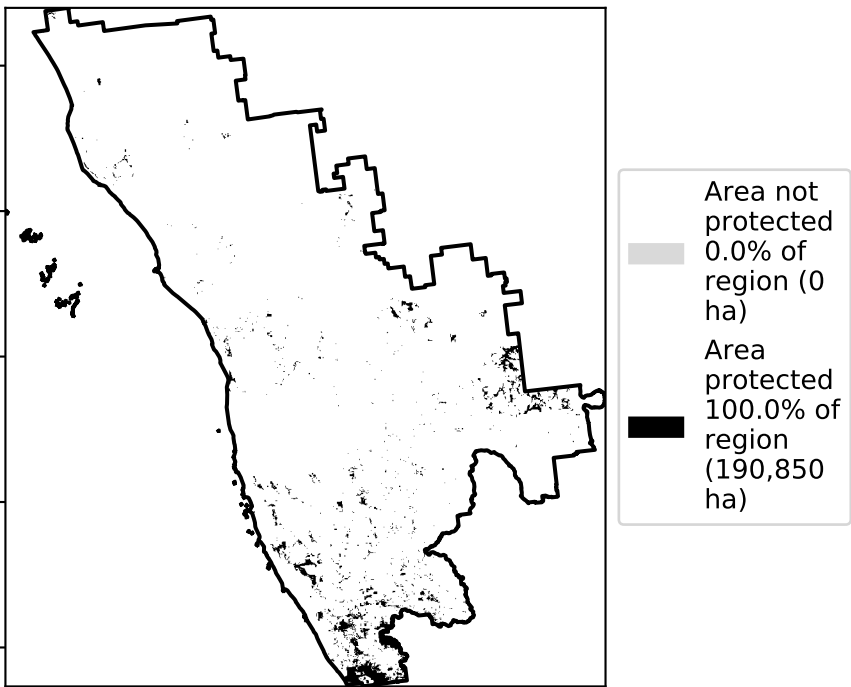 Area not
protected
0.0% of
region (0
ha)
Area
protected
100.0% of
region
(190,850
ha)